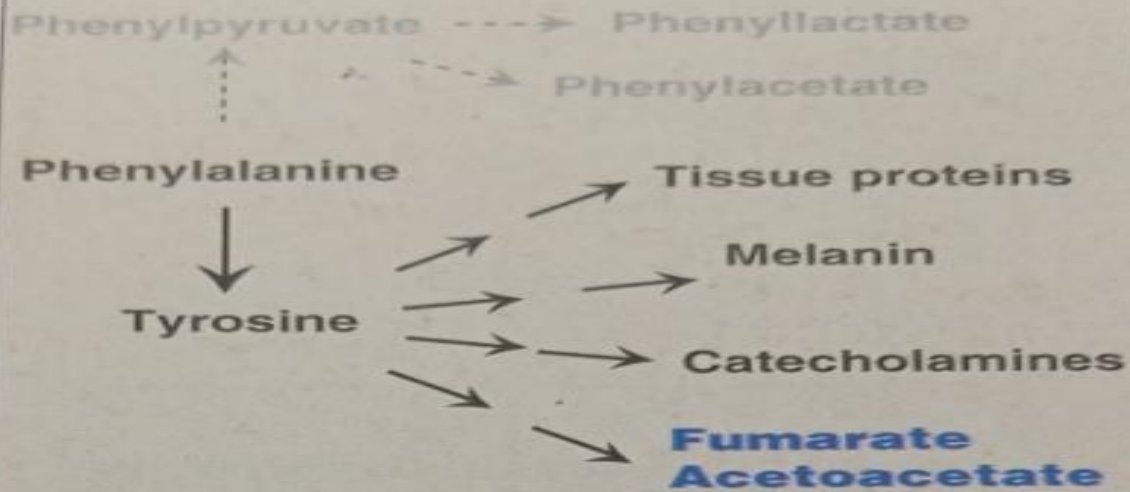 Phenylpyruvate Phenyllactate
Phenylacetate
Phenylalanine
Tissue proteins
Melanin
Tyrosine
Catecholamines
Fumarate
Acetoacetate